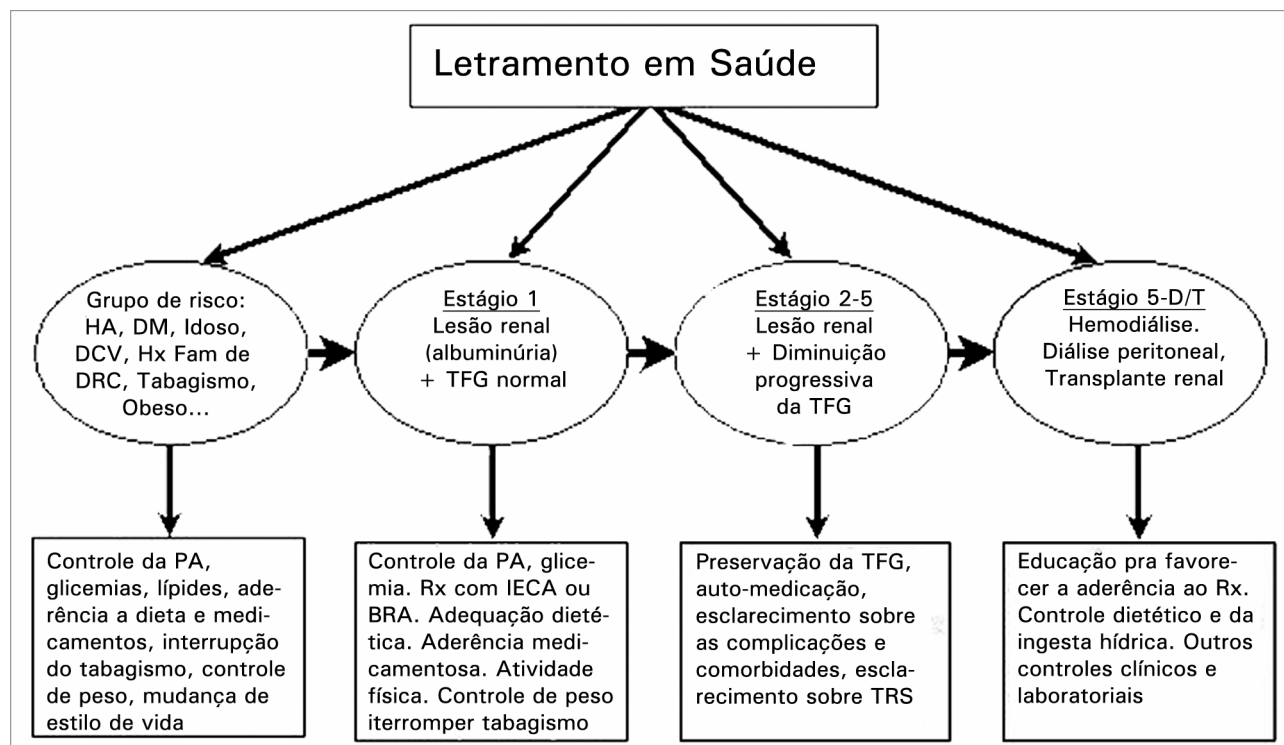 Letramento em Saúde
Grupo de risco:
HA, DM, Idoso,
DCV, Hx Fam de
DRC, Tabagismo,
Obeso...
Estágio 1
Lesão renal
(albuminúria)
+ TFG normal
Estágio 2-5
Lesão renal
+ Diminuição
progressiva
da TFG
Estágio 5-D/T
Hemodiálise.
Diálise peritoneal,
Transplante renal
Controle da PA,
glicemias, lípides, ade-
rência a dieta e medi-
camentos, interrupção
do tabagismo, controle
de peso, mudança de
estilo de vida
Controle da PA, glice-
mia. Rx com IECA ou
BRA. Adequação dieté-
tica. Aderência medi-
camentosa. Atividade
física. Controle de peso
iterromper tabagismo
Preservação da TFG,
auto-medicação,
esclarecimento sobre
as complicações e
comorbidades, escla-
recimento sobre TRS
Educação pra favore-
cer a aderência ao Rx.
Controle dietético e da
ingesta hídrica. Outros
controles clínicos e
laboratoriais